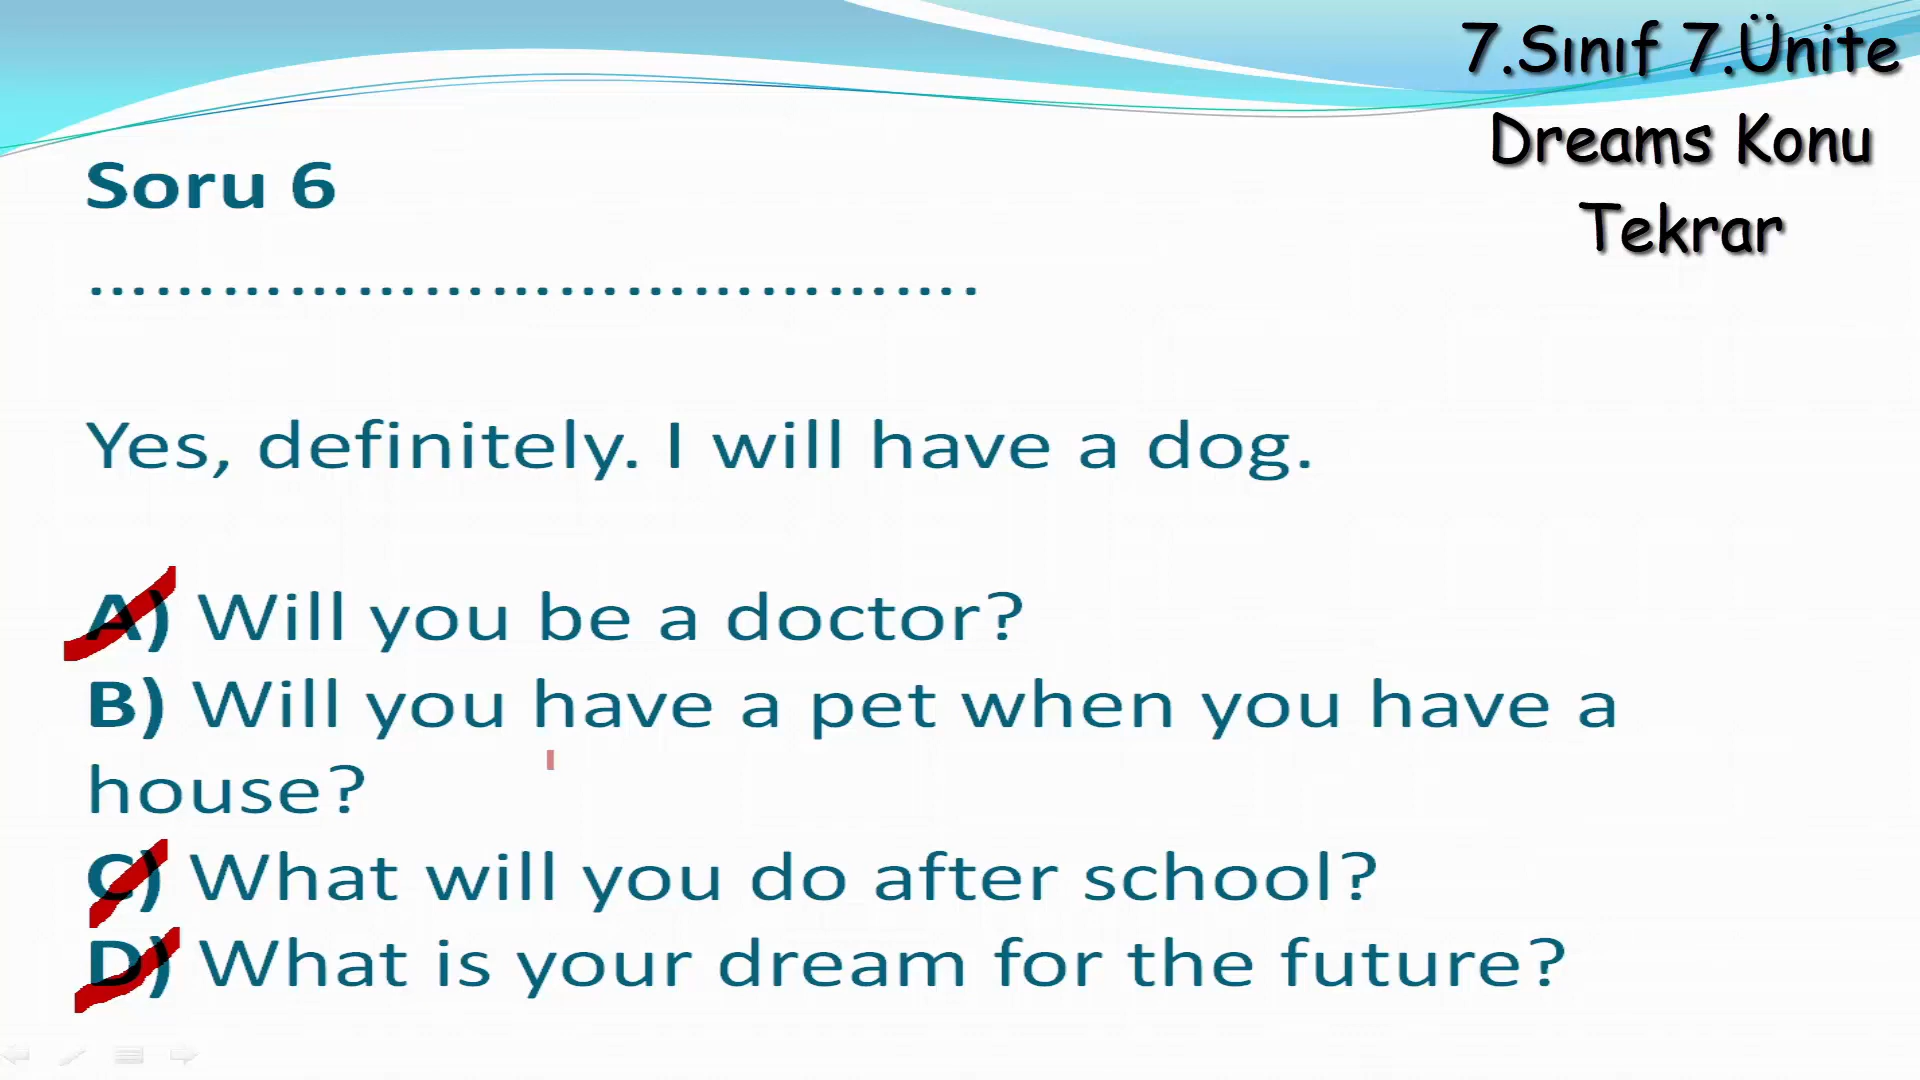 7.Sınıf 7.Ünite
Dreams Konu
Tekrar
Soru 6
………………………………….
Yes, definitely. I will have a dog.
A) Will you be a doctor?
B) Will you have a pet when you have a
house?
C) What will you do after school?
D) What is your dream for the future?